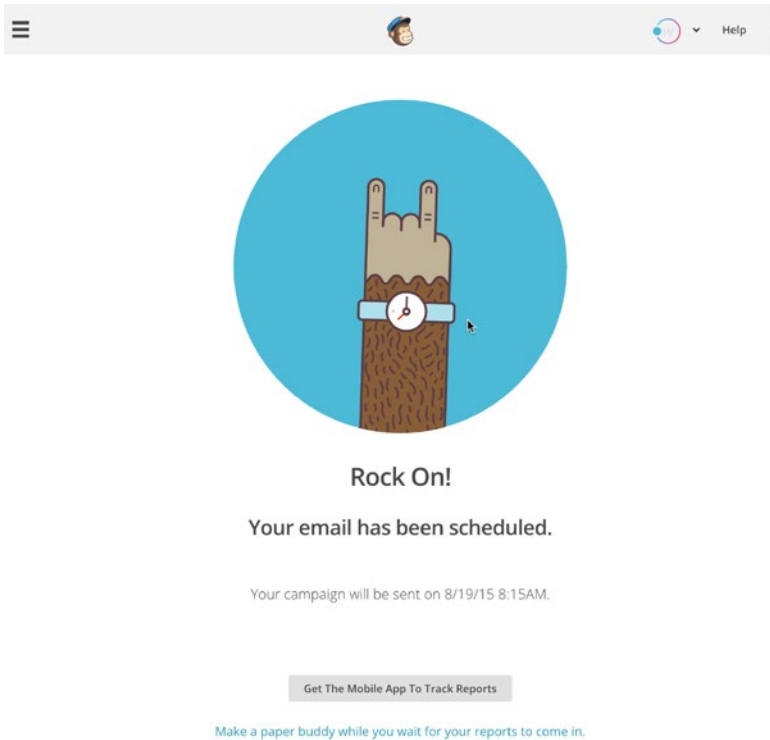 Help
Rock On!
Your email has been scheduled.
Your campaign will be sent on 8/19/15 8:15AM.
Get The Mobile App To Track Reports
Make a paper buddy while you wait for your reports to come in.